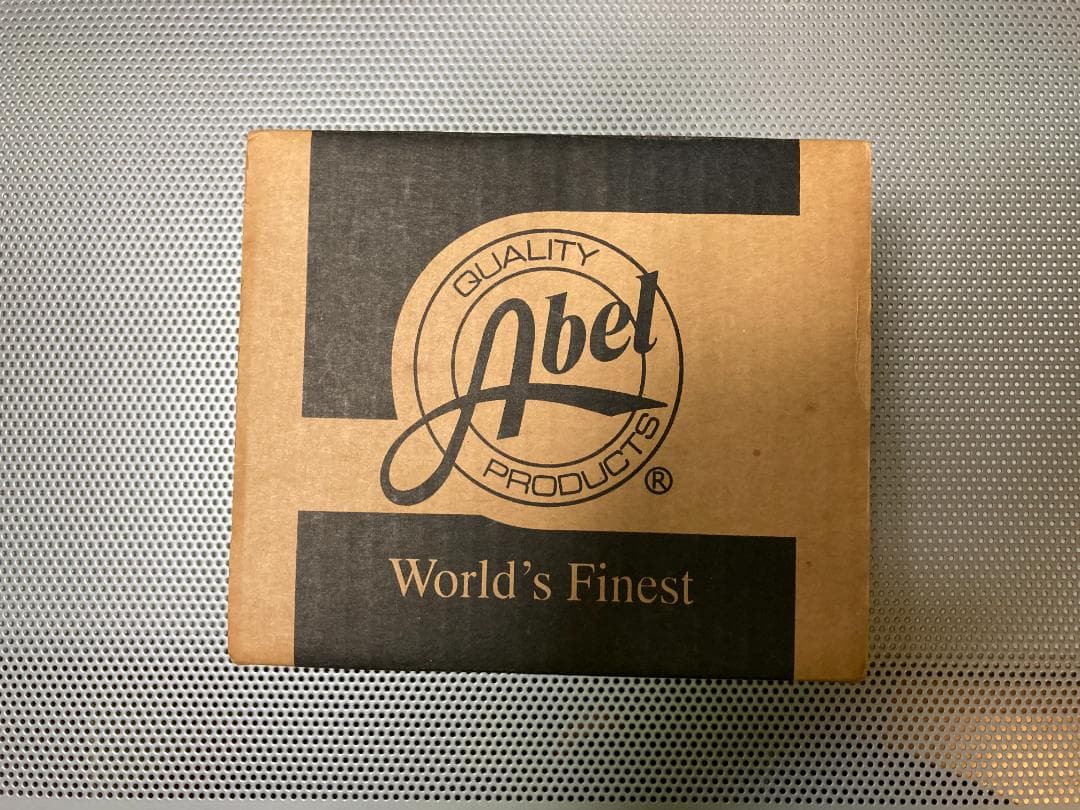 QUALITY
Abel
PRODUCTS
®
World's Finest